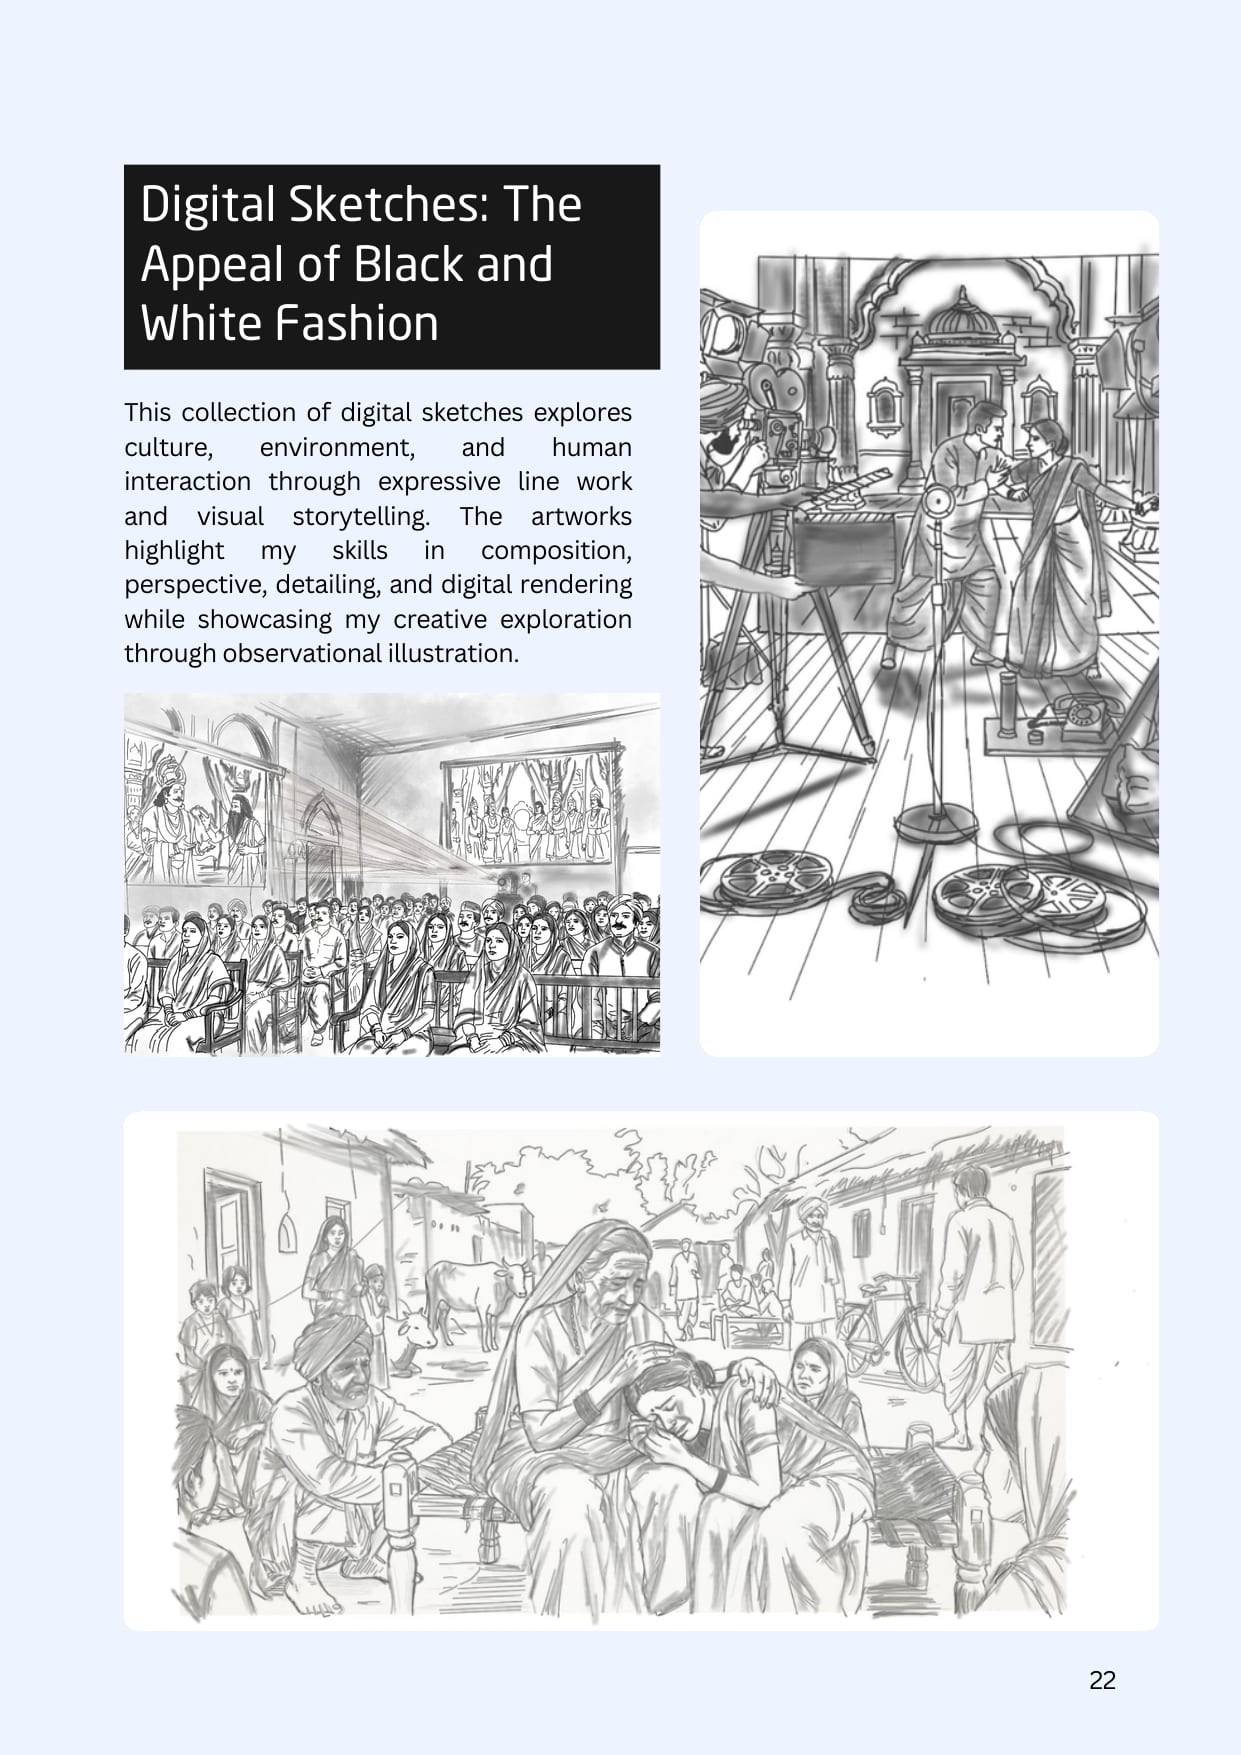 Digital Sketches: The
Appeal of Black and
White Fashion
This collection of digital sketches explores
culture, environment, and human
interaction through expressive line work
and visual storytelling. The artworks
highlight my skills in composition,
perspective, detailing, and digital rendering
while showcasing my creative exploration
through observational illustration.
22